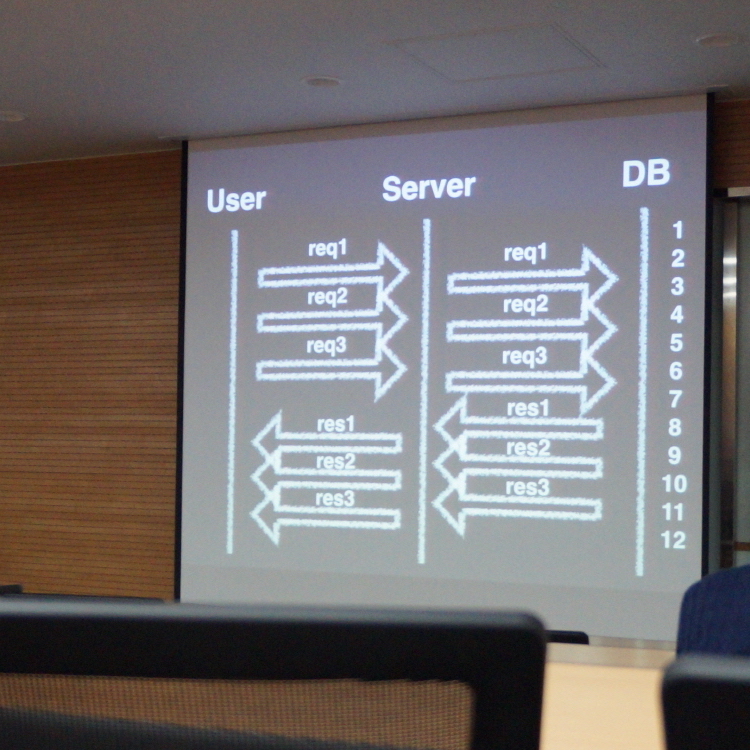 User Server DB
req1 req1
req2 req2
req3 req3
res1 res1
res2 res2
res3 res3
1
2
3
4
5
6
7
8
9
10
11
12